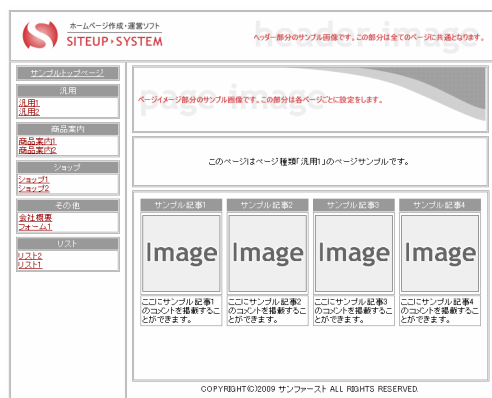 ホームページ作成・運営ソフト
SITEUP・SYSTEM
header-image
ヘッダー部分のサンプル画像です。この部分は全てのページに共通となります。
サンプルトップページ
汎用
汎用1
汎用2
商品案内
商品案内1
商品案内2
ショップ
ショップ1
ショップ2
その他
会社概要
フォーム1
リスト
リスト2
リスト1
page-image
ページイメージ部分のサンプル画像です。この部分は各ページごとに設定をします。
このページはページ種類「汎用1」のページサンプルです。
サンプル記事1
Image
ここにサンプル記事1
のコメントを掲載するこ
とができます。
サンプル記事2
Image
ここにサンプル記事2
のコメントを掲載するこ
とができます。
サンプル記事3
Image
ここにサンプル記事3
のコメントを掲載するこ
とができます。
サンプル記事4
Image
ここにサンプル記事4
のコメントを掲載するこ
とができます。
COPYRIGHT(C)2009 サンファースト ALL RIGHTS RESERVED.